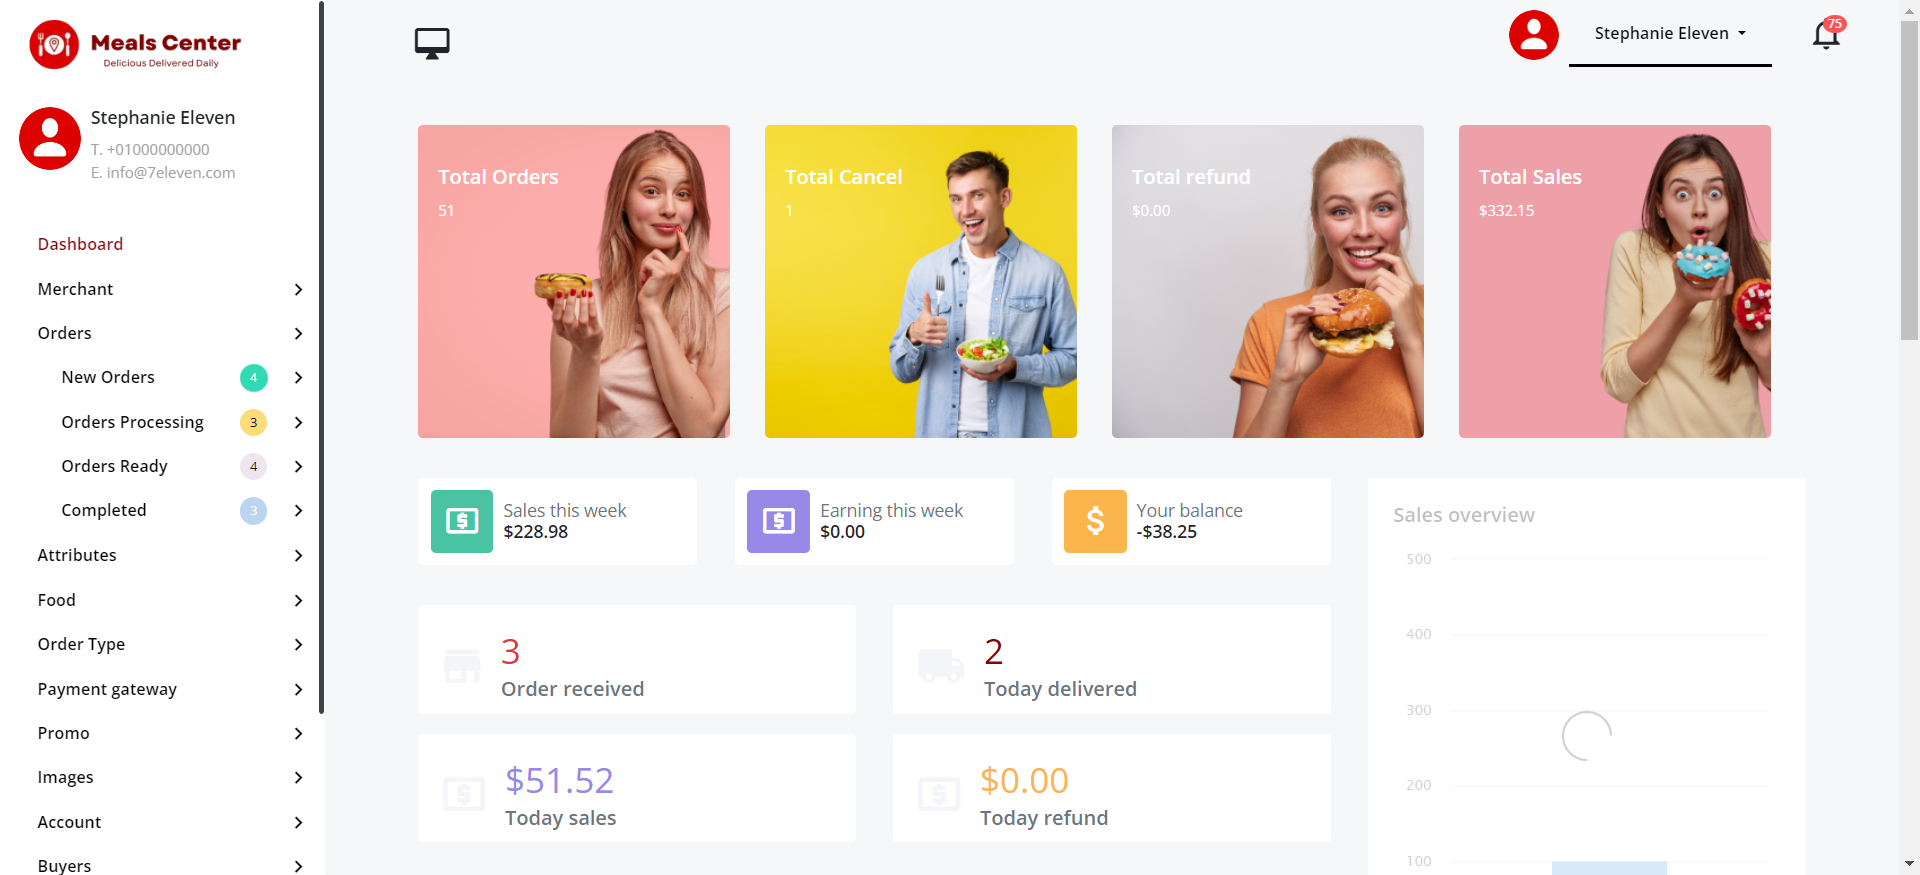 Meals Center
Delicious Delivered Daily
Stephanie Eleven
T. +01000000000
E. info@7eleven.com
Dashboard
Merchant
Orders
New Orders 4
Orders Processing 3
Orders Ready 4
Completed 3
Attributes
Food
Order Type
Payment gateway
Promo
Images
Account
Buyers
Stephanie Eleven
75
Total Orders
51
Total Cancel
1
Total refund
$0.00
Total Sales
$332.15
Sales this week
$228.98
Earning this week
$0.00
Your balance
-$38.25
3
Order received
2
Today delivered
$51.52
Today sales
$0.00
Today refund
Sales overview
500
400
300
200
100